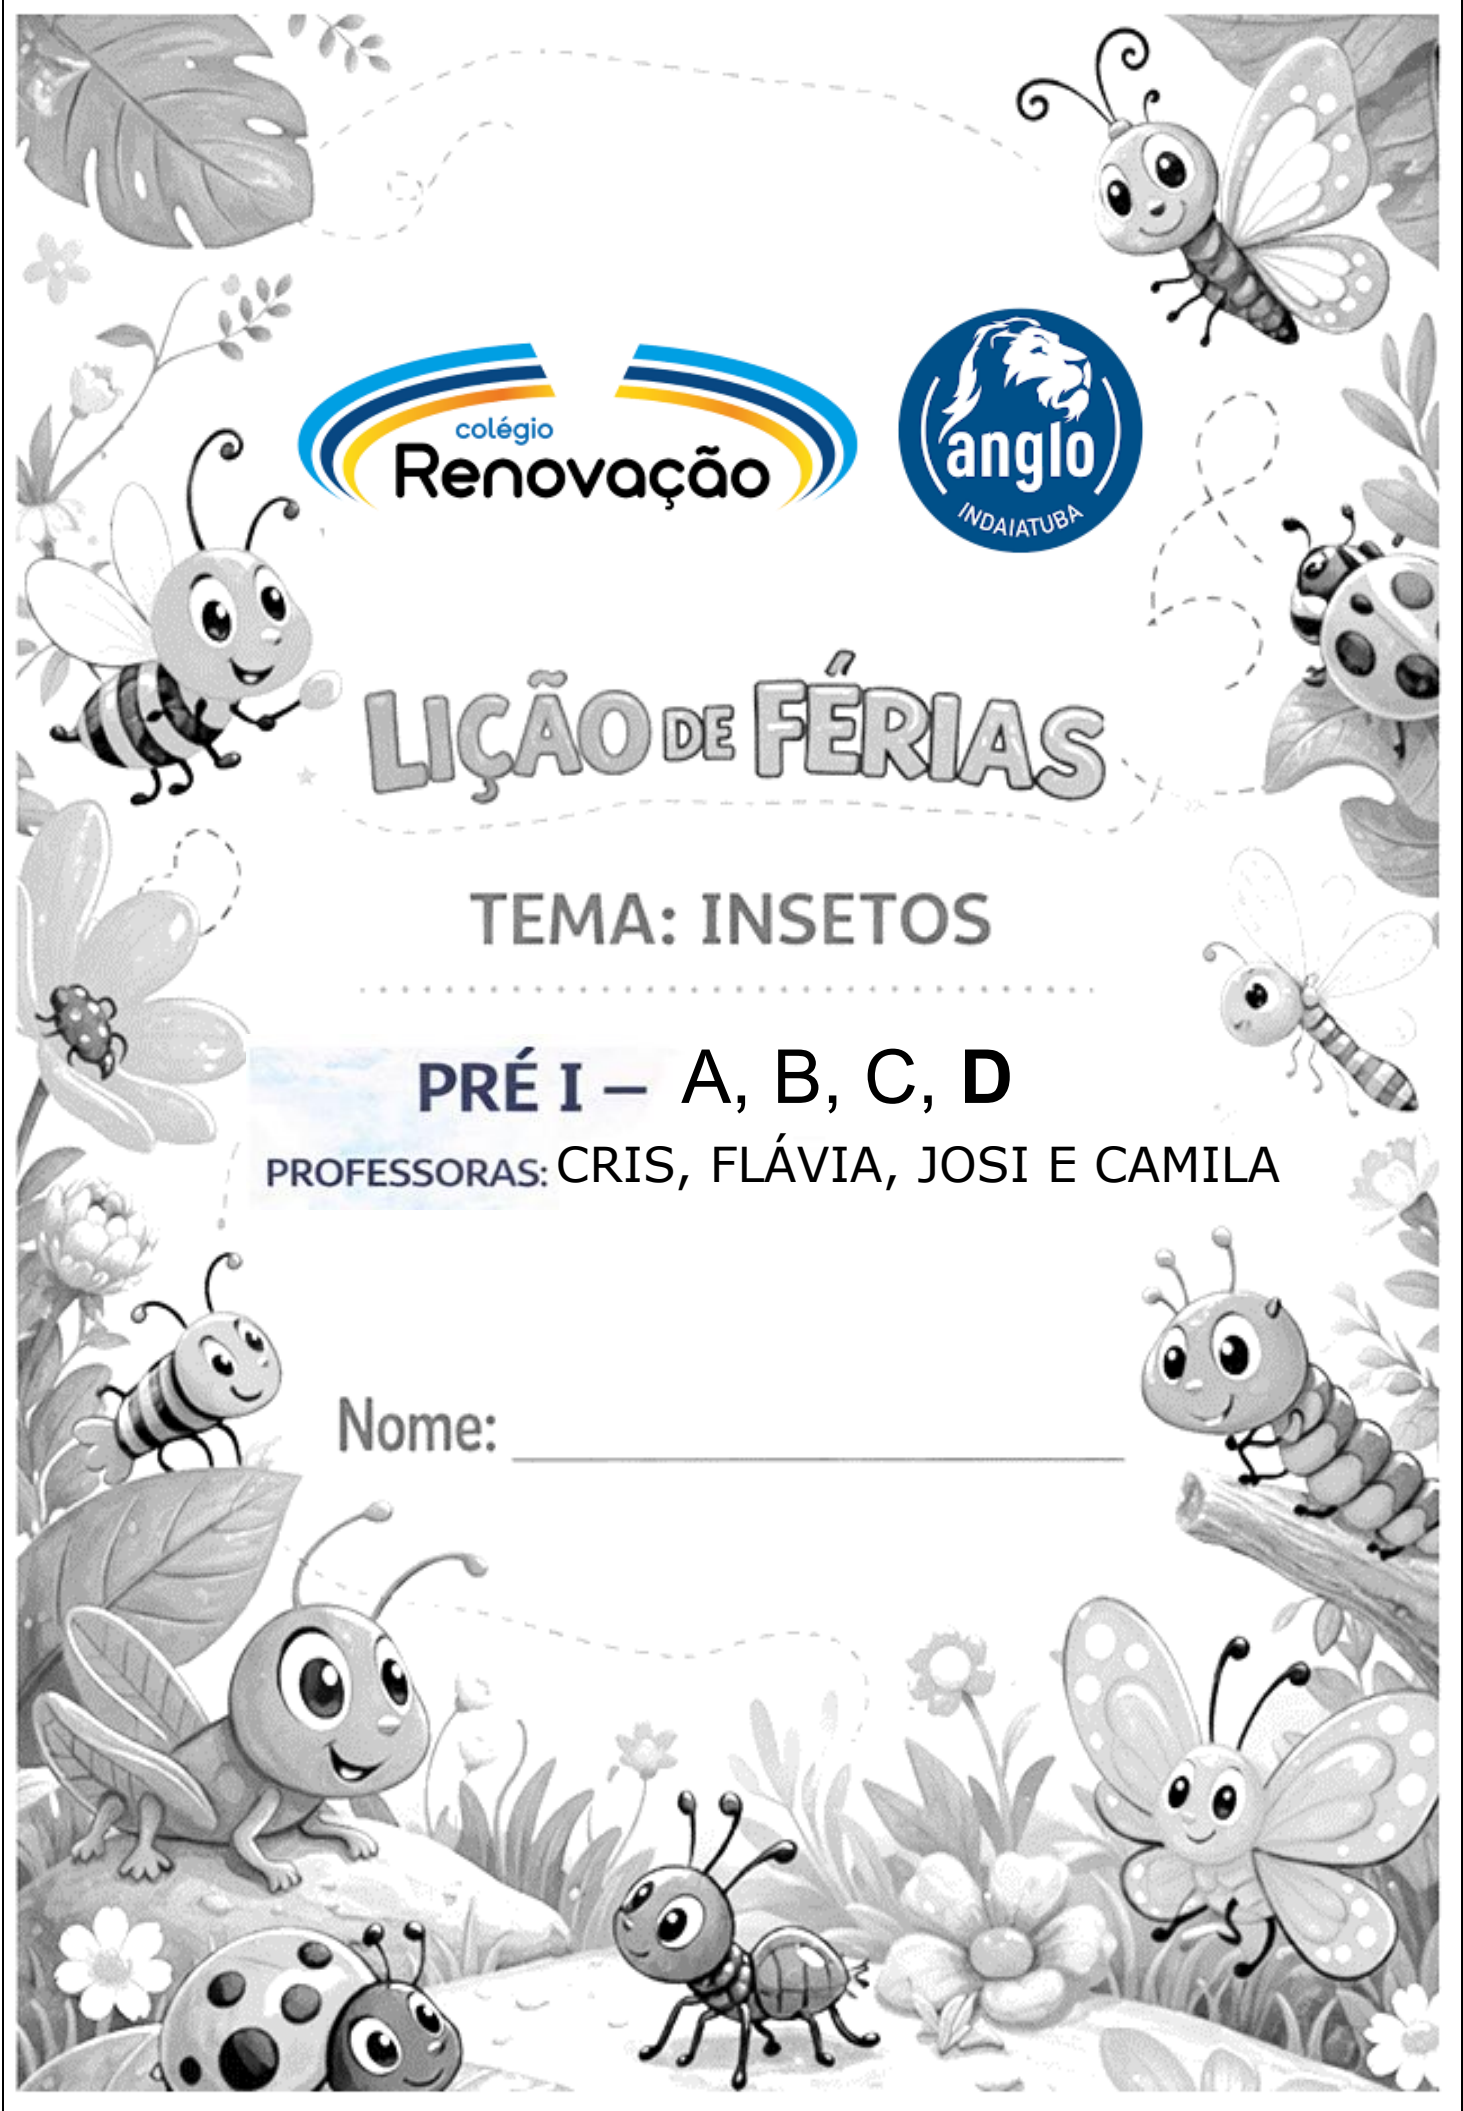 colégio
Renovação
anglo
INDAIATUBA
LIÇÃO DE FÉRIAS
TEMA: INSETOS
PRÉ I – A, B, C, D
PROFESSORAS: CRIS, FLÁVIA, JOSI E CAMILA
Nome: